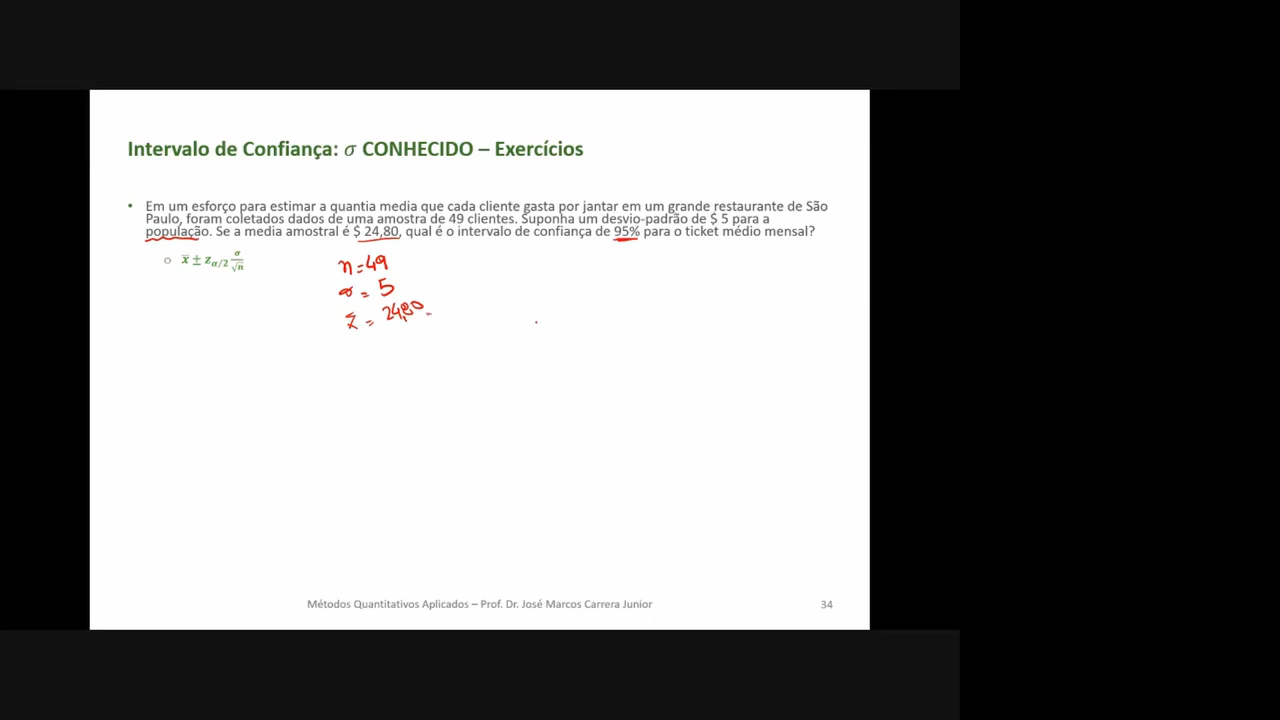 Intervalo de Confiança: σ CONHECIDO – Exercícios
• Em um esforço para estimar a quantia media que cada cliente gasta por jantar em um grande restaurante de São
Paulo, foram coletados dados de uma amostra de 49 clientes. Suponha um desvio-padrão de $ 5 para a
população. Se a media amostral é $ 24,80, qual é o intervalo de confiança de 95% para o ticket médio mensal?
○ x̄ ± z_α/2 σ/√n
n = 49
σ = 5
x̄ = 24,80
Métodos Quantitativos Aplicados – Prof. Dr. José Marcos Carrera Junior
34